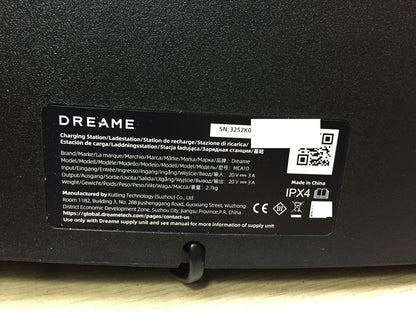 DREAME
SN:3252K0
Charging Station/Ladestation/Station de recharge/Stazione di ricarica/
Estación de carga/Laddningsstation/Stacja ładująca/Зарядная станция/基站
Brand/Marke/La marque/Marchio/Marca/Märke/Marka/Марка/品牌: Dreame
Model/Modell/Modèle/Modello/Modelo/Modell/Model/Модель/型号: MCA10
Input/Eingang/Entrée/Ingresso/Ingång/Wejście/Ввод/输入: 20 V⎓3 A
Output/Ausgang/Sortie/Uscita/Salida/Utgång/Wyjście/Вывод/输出: 20 V⎓3 A
Weight/Gewicht/Poids/Peso/Peso/Vikt/Waga/Масса/重量: 2.7kg
Manufactured by Kutting Technology (Suzhou) Co., Ltd
Room 1182, Building No. 288 Jiushenggang Road, Guoxiang Street, Wuzhong
District Economic Development Zone, Suzhou City, Jiangsu Province,P.R. China
https://global.dreametech.com/pages/contact-us
Use only with Dreame supply unit and see manual for more information of supply unit
Made in China
CE
IPX4